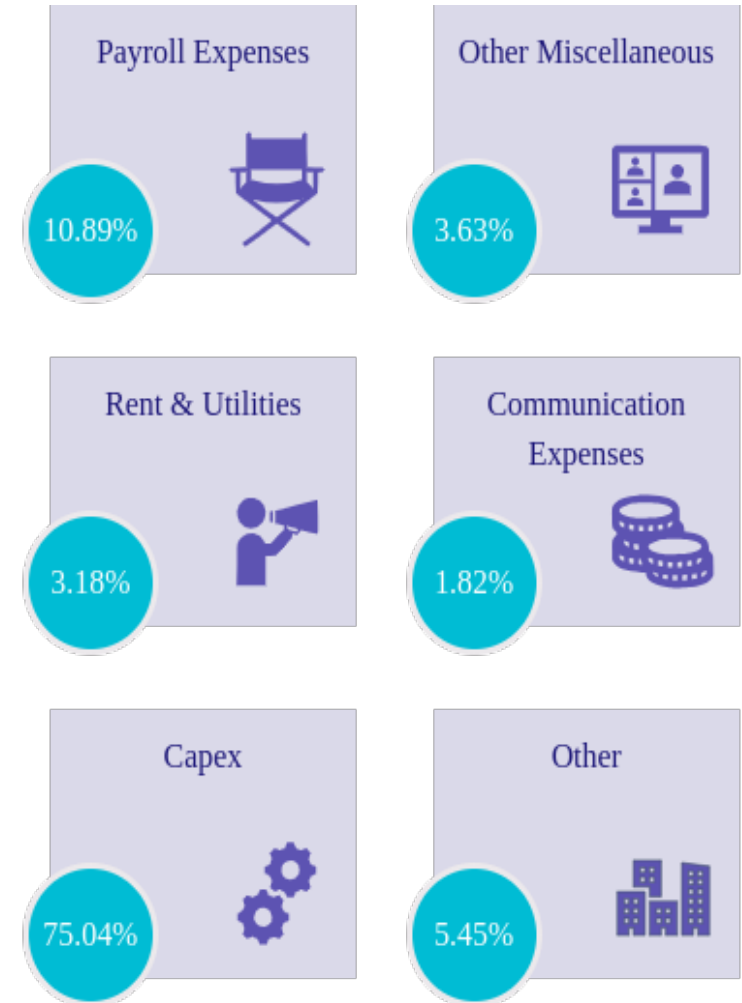 Payroll Expenses
10.89%
Other Miscellaneous
3.63%
Rent & Utilities
3.18%
Communication
Expenses
1.82%
Capex
75.04%
Other
5.45%